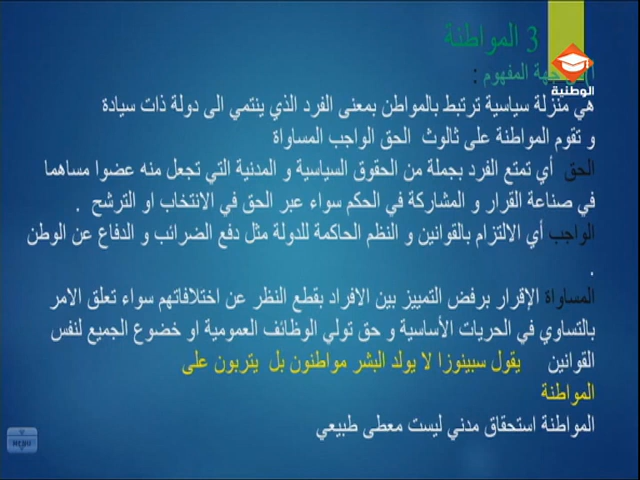 3 المواطنة
جهة المفهوم :
الوطنية
هي منزلة سياسية ترتبط بالمواطن بمعنى الفرد الذي ينتمي الى دولة ذات سيادة
و تقوم المواطنة على ثالوث الحق الواجب المساواة
الحق أي تمتع الفرد بجملة من الحقوق السياسية و المدنية التي تجعل منه عضوا مساهما
في صناعة القرار و المشاركة في الحكم سواء عبر الحق في الانتخاب او الترشح .
الواجب أي الالتزام بالقوانين و النظم الحاكمة للدولة مثل دفع الضرائب و الدفاع عن الوطن
.
المساواة الإقرار برفض التمييز بين الافراد بقطع النظر عن اختلافاتهم سواء تعلق الامر
بالتساوي في الحريات الأساسية و حق تولي الوظائف العمومية او خضوع الجميع لنفس
القوانين يقول سبينوزا لا يولد البشر مواطنون بل يتربون على
المواطنة
المواطنة استحقاق مدني ليست معطى طبيعي
MENU